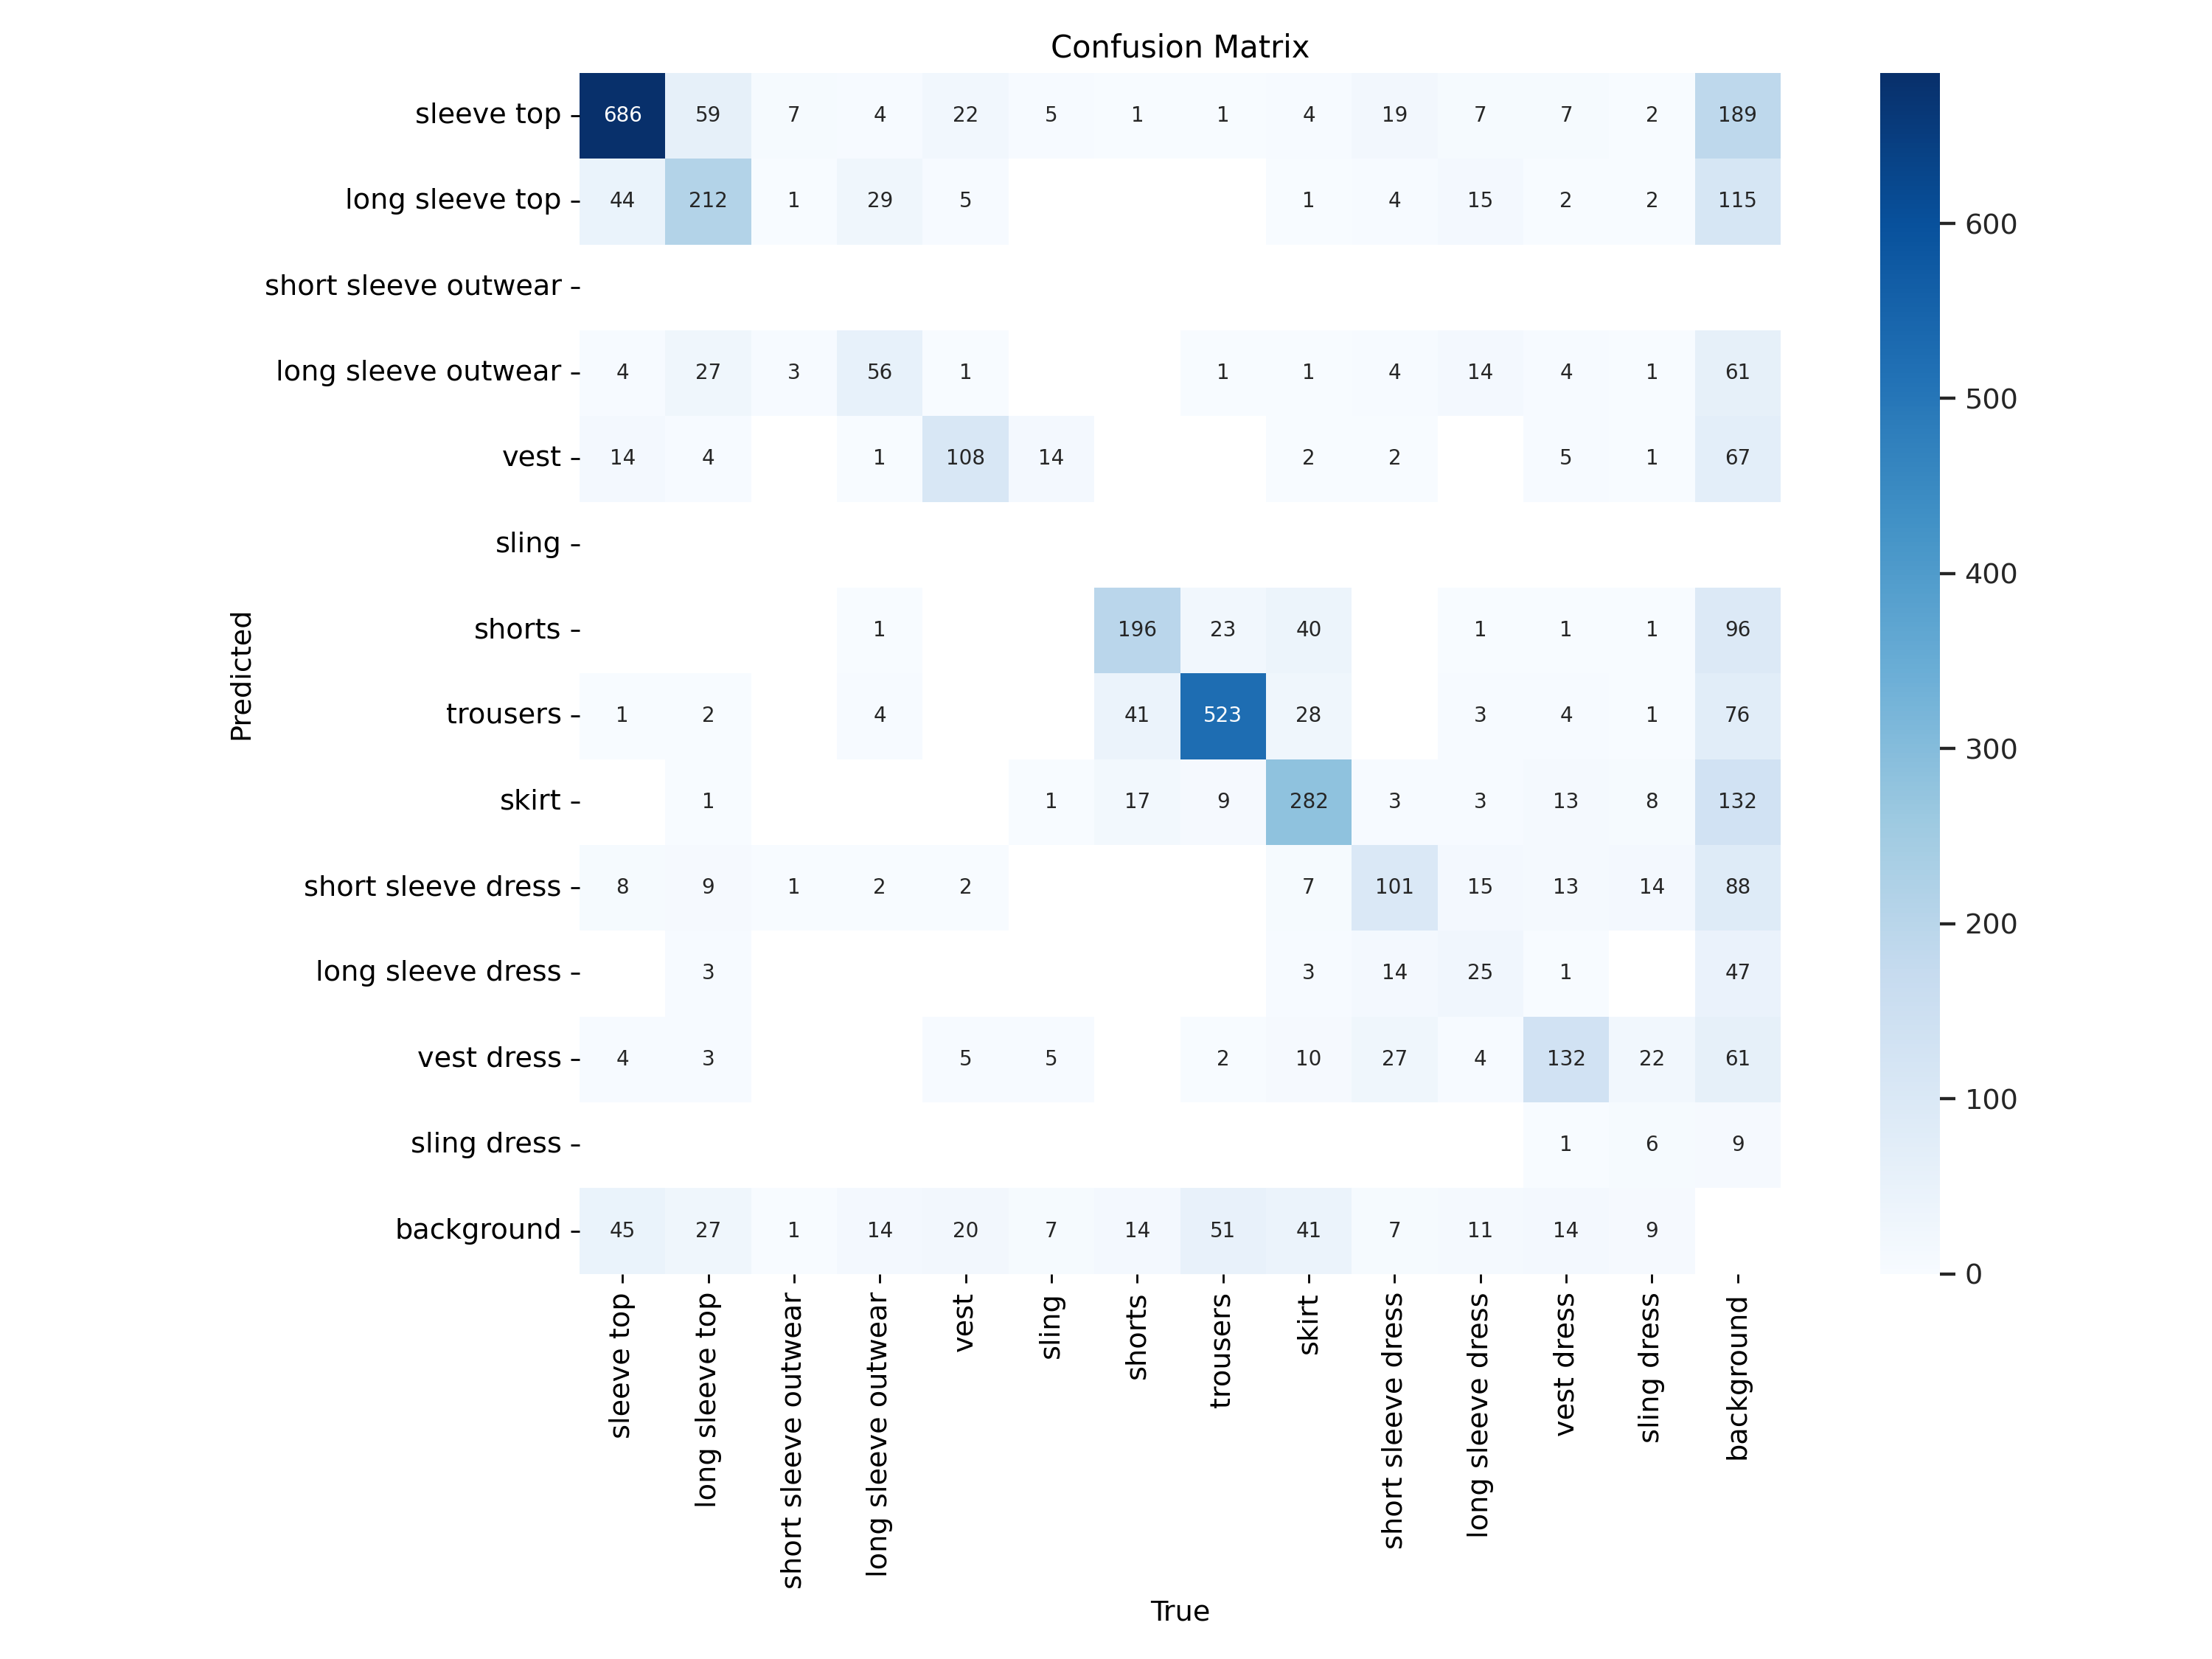 Confusion Matrix
sleeve top 686 59 7 4 22 5 1 1 4 19 7 7 2 189
long sleeve top 44 212 1 29 5 1 4 15 2 2 115
short sleeve outwear
long sleeve outwear 4 27 3 56 1 1 1 4 14 4 1 61
vest 14 4 1 108 14 2 2 5 1 67
sling
shorts 1 196 23 40 1 1 1 96
trousers 1 2 4 41 523 28 3 4 1 76
skirt 1 1 17 9 282 3 3 13 8 132
short sleeve dress 8 9 1 2 2 7 101 15 13 14 88
long sleeve dress 3 3 14 25 1 47
vest dress 4 3 5 5 2 10 27 4 132 22 61
sling dress 1 6 9
background 45 27 1 14 20 7 14 51 41 7 11 14 9
Predicted
sleeve top
long sleeve top
short sleeve outwear
long sleeve outwear
vest
sling
shorts
trousers
skirt
short sleeve dress
long sleeve dress
vest dress
sling dress
background
True
600
500
400
300
200
100
0